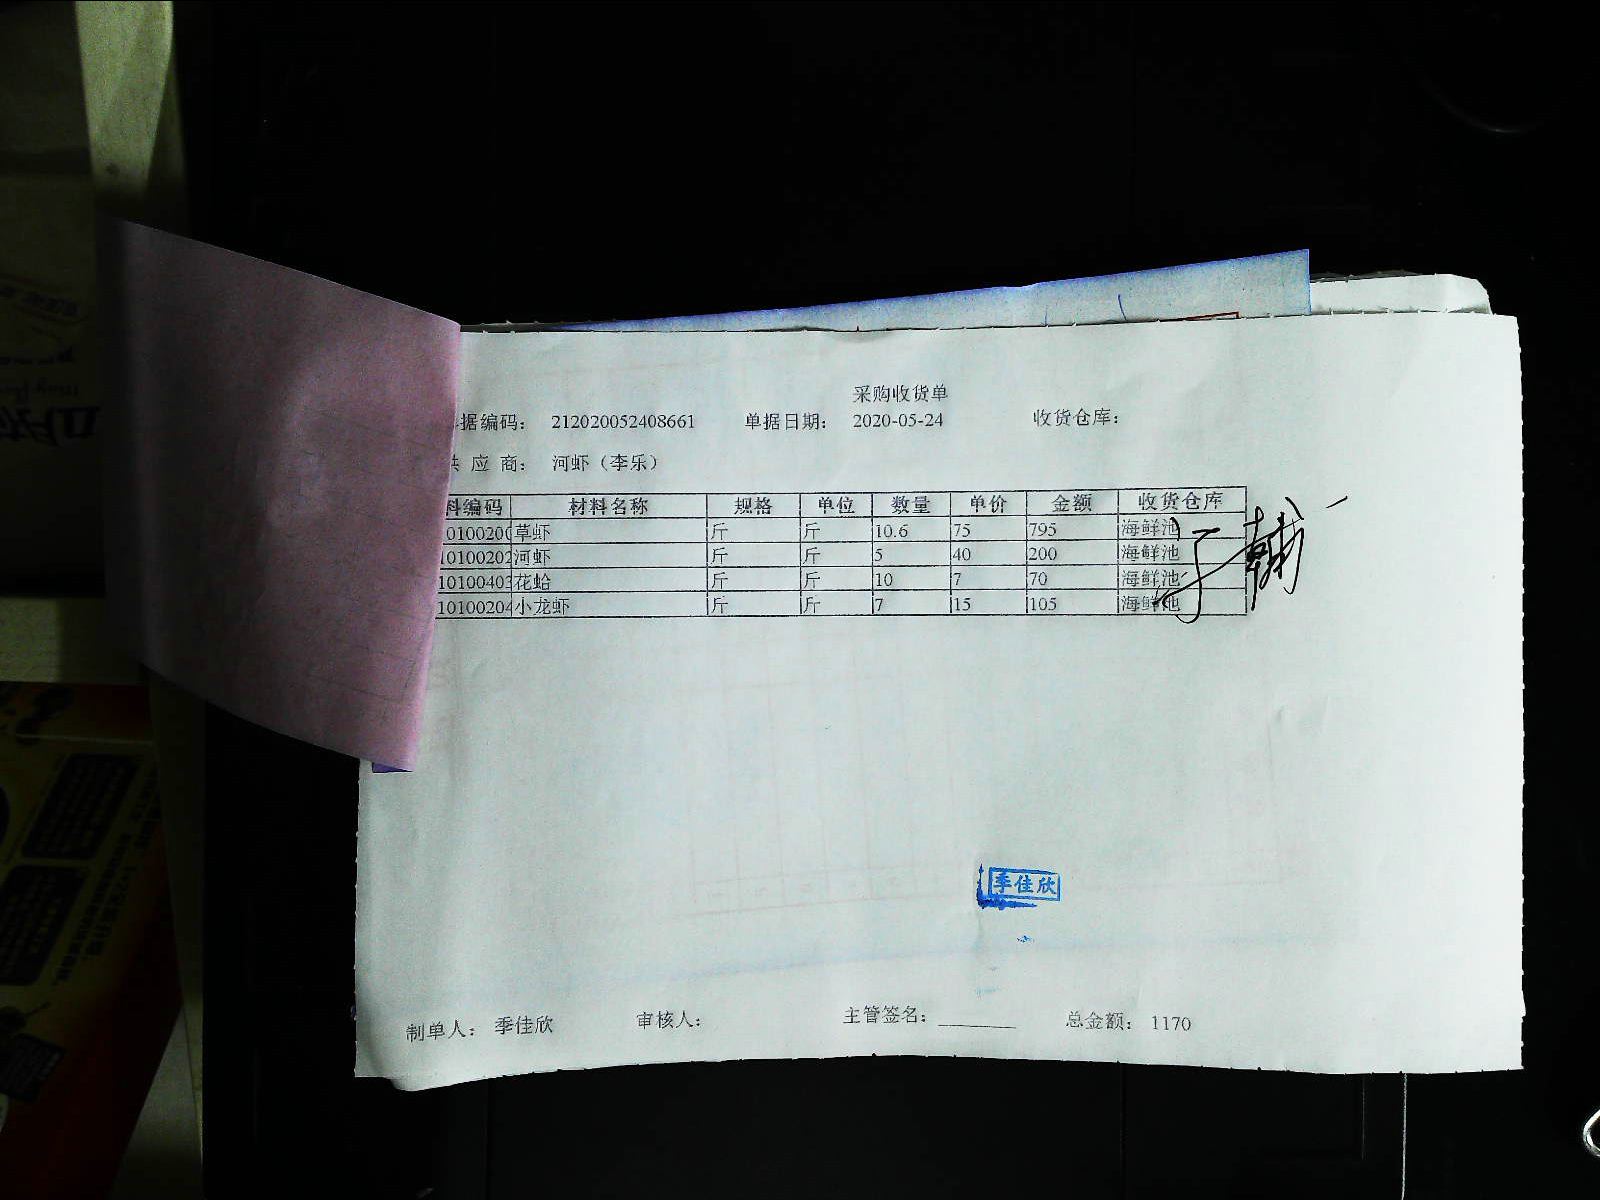 采购收货单
据编码： 212020052408661 单据日期： 2020-05-24 收货仓库：
供 应 商： 河虾（李乐）
料编码 材料名称 规格 单位 数量 单价 金额 收货仓库
10100200 草虾 斤 斤 10.6 75 795 海鲜池
10100202 河虾 斤 斤 5 40 200 海鲜池
10100403 花蛤 斤 斤 10 7 70 海鲜池
10100204 小龙虾 斤 斤 7 15 105 海鲜池
季佳欣
制单人： 季佳欣 审核人： 主管签名： 总金额： 1170